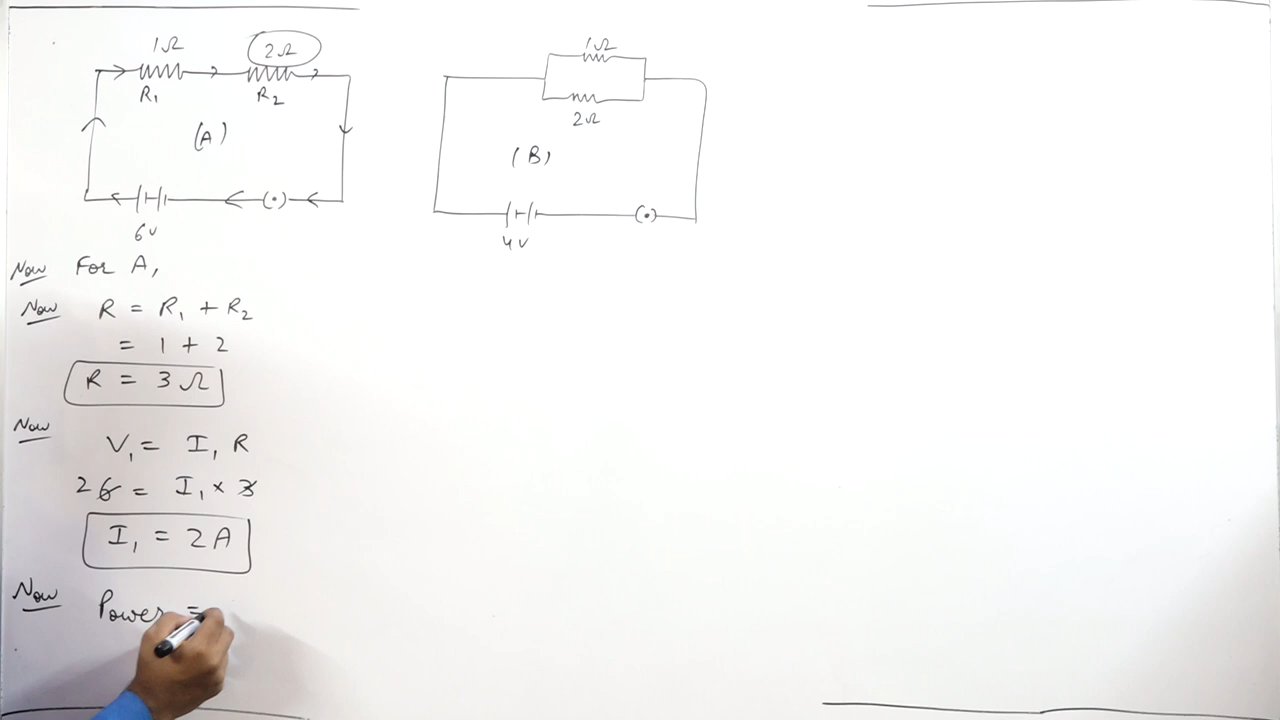 1Ω 2Ω
R₁ R₂
(A)
6V
1Ω
2Ω
(B)
4V
Now For A,
Now R = R₁ + R₂
= 1 + 2
R = 3Ω
Now
V₁ = I₁ R
2 6 = I₁ × 3
I₁ = 2A
Now Power =